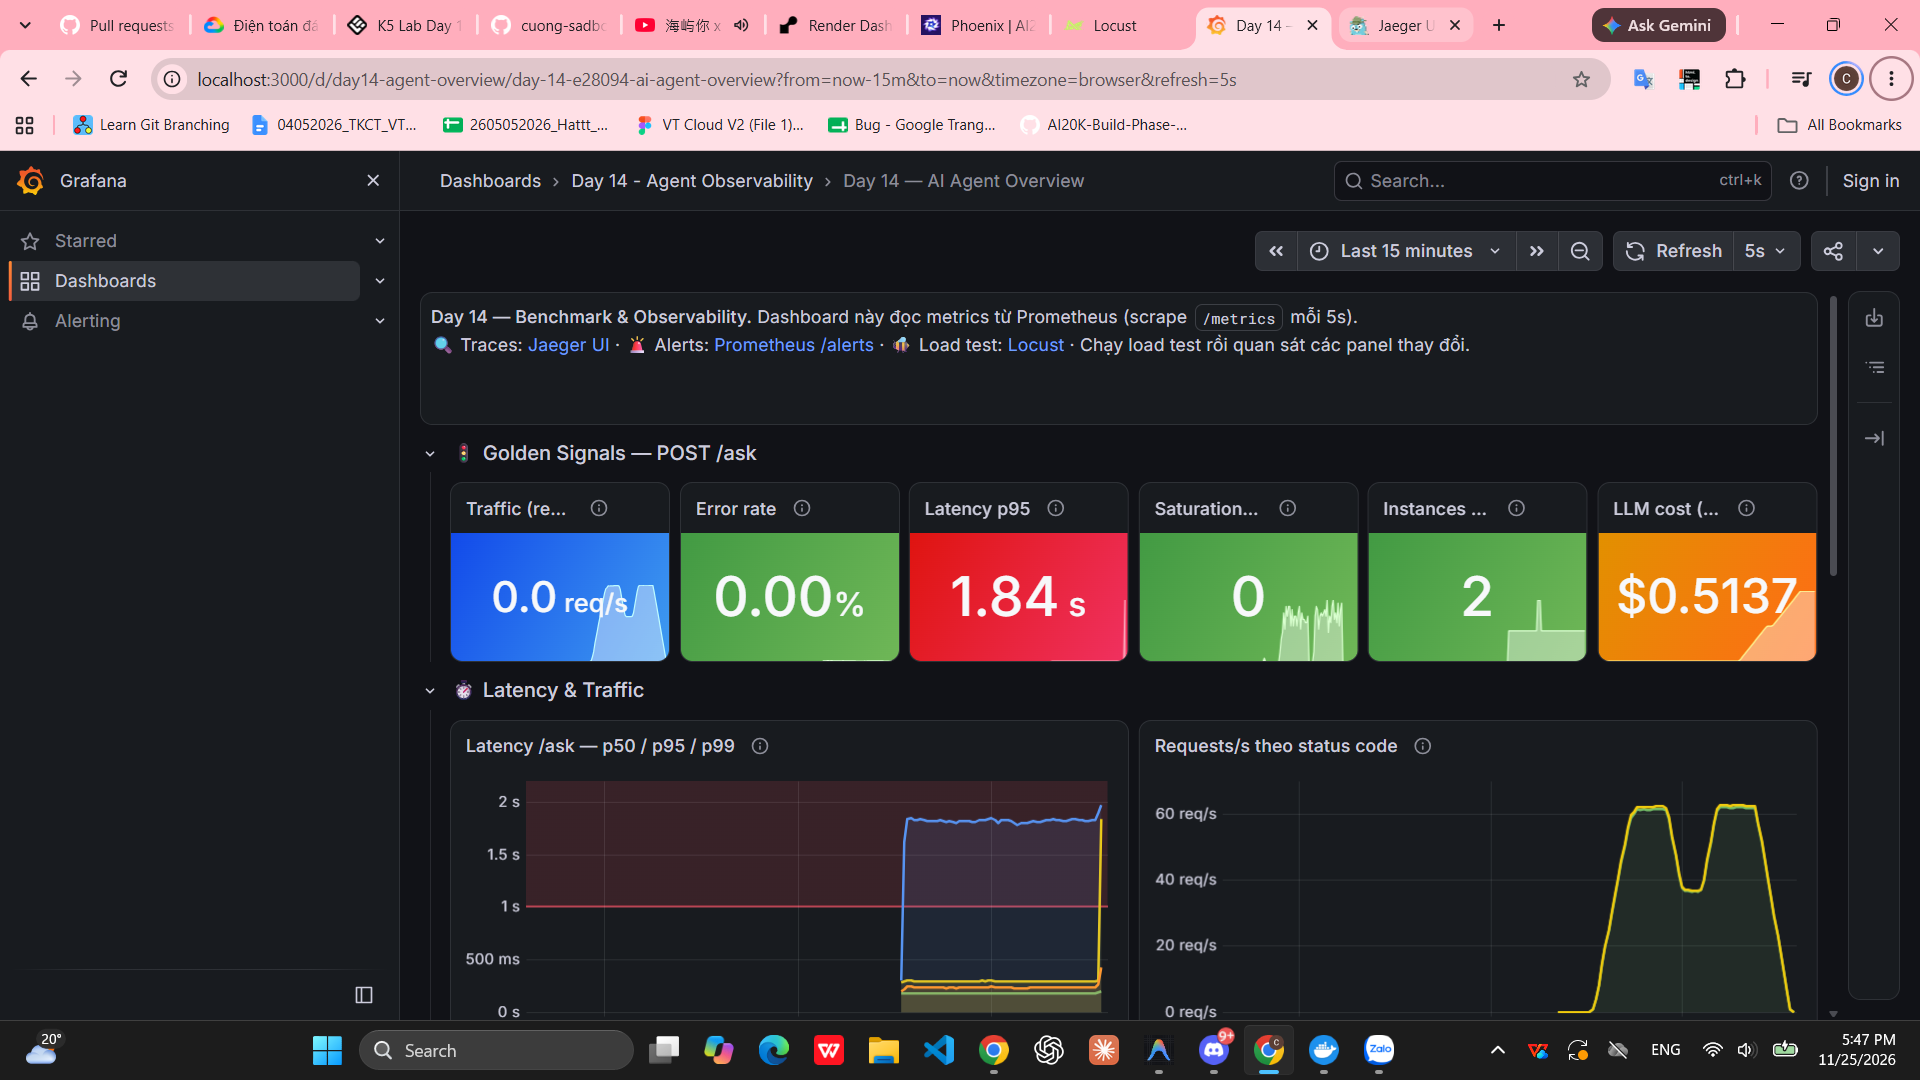 Pull requests
Điện toán đá
K5 Lab Day 1
cuong-sadbo
海屿你 x
Render Dash
Phoenix | AI2
Locust
Day 14 -
Jaeger U
Ask Gemini
localhost:3000/d/day14-agent-overview/day-14-e28094-ai-agent-overview?from=now-15m&to=now&timezone=browser&refresh=5s
C
Learn Git Branching
04052026_TKCT_VT...
2605052026_Hattt_...
VT Cloud V2 (File 1)...
Bug - Google Trang...
AI20K-Build-Phase-...
All Bookmarks
Grafana
Dashboards › Day 14 - Agent Observability › Day 14 — AI Agent Overview
Search...
ctrl+k
Sign in
Starred
Dashboards
Alerting
Last 15 minutes
Refresh
5s
Day 14 — Benchmark & Observability. Dashboard này đọc metrics từ Prometheus (scrape /metrics mỗi 5s).
Traces: Jaeger UI · Alerts: Prometheus /alerts · Load test: Locust · Chạy load test rồi quan sát các panel thay đổi.
Golden Signals — POST /ask
Traffic (re...
0.0 req/s
Error rate
0.00%
Latency p95
1.84 s
Saturation...
0
Instances ...
2
LLM cost (...
$0.5137
Latency & Traffic
Latency /ask — p50 / p95 / p99
2 s
1.5 s
1 s
500 ms
0 s
Requests/s theo status code
60 req/s
40 req/s
20 req/s
0 req/s
20°
Search
9+
C
Zalo
ENG
5:47 PM
11/25/2026